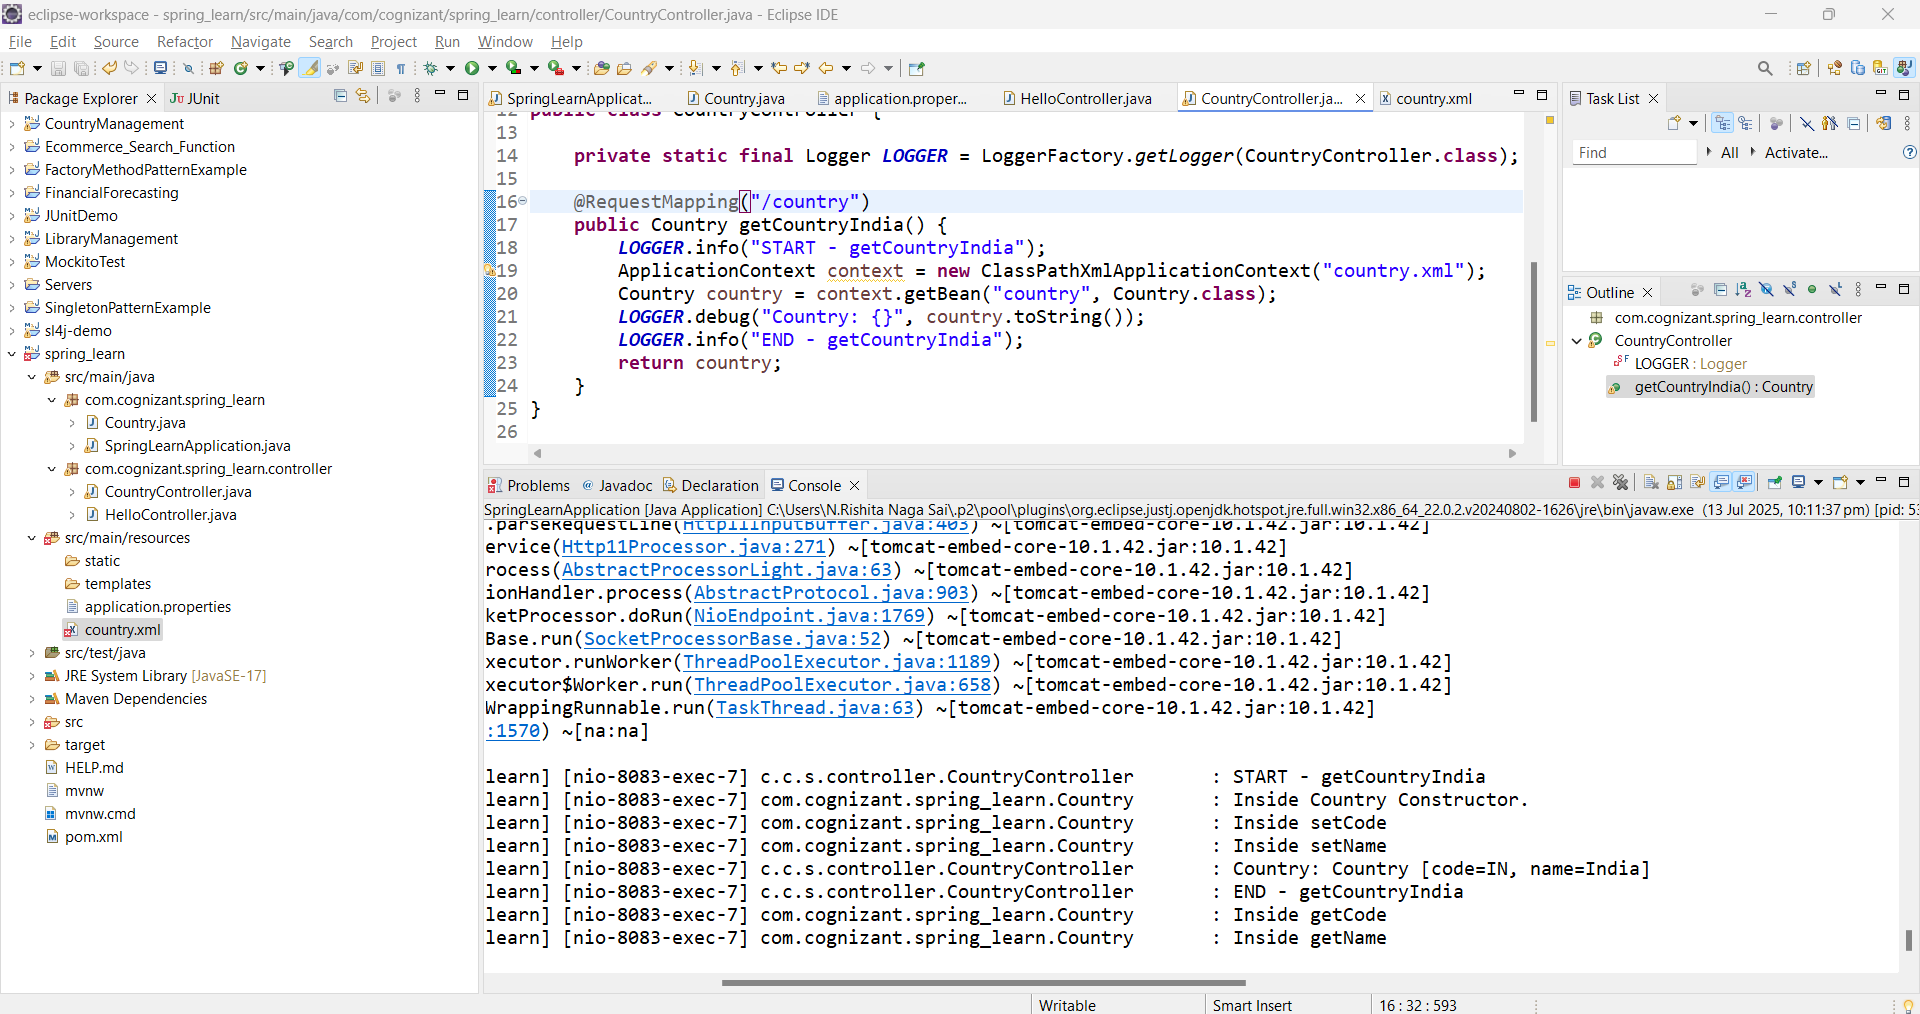 eclipse-workspace - spring_learn/src/main/java/com/cognizant/spring_learn/controller/CountryController.java - Eclipse IDE
File Edit Source Refactor Navigate Search Project Run Window Help
Package Explorer
JUnit
CountryManagement
Ecommerce_Search_Function
FactoryMethodPatternExample
FinancialForecasting
JUnitDemo
LibraryManagement
MockitoTest
Servers
SingletonPatternExample
sl4j-demo
spring_learn
src/main/java
com.cognizant.spring_learn
Country.java
SpringLearnApplication.java
com.cognizant.spring_learn.controller
CountryController.java
HelloController.java
src/main/resources
static
templates
application.properties
country.xml
src/test/java
JRE System Library [JavaSE-17]
Maven Dependencies
src
target
HELP.md
mvnw
mvnw.cmd
pom.xml
SpringLearnApplicat... Country.java application.proper... HelloController.java CountryController.ja... country.xml
12 public class CountryController {
13
14 private static final Logger LOGGER = LoggerFactory.getLogger(CountryController.class);
15
16 @RequestMapping("/country")
17 public Country getCountryIndia() {
18 LOGGER.info("START - getCountryIndia");
19 ApplicationContext context = new ClassPathXmlApplicationContext("country.xml");
20 Country country = context.getBean("country", Country.class);
21 LOGGER.debug("Country: {}", country.toString());
22 LOGGER.info("END - getCountryIndia");
23 return country;
24 }
25 }
26
Task List
Find All Activate...
Outline
com.cognizant.spring_learn.controller
CountryController
LOGGER : Logger
getCountryIndia() : Country
Problems Javadoc Declaration Console
SpringLearnApplication [Java Application] C:\Users\N.Rishita Naga Sai\.p2\pool\plugins\org.eclipse.justj.openjdk.hotspot.jre.full.win32.x86_64_22.0.2.v20240802-1626\jre\bin\javaw.exe (13 Jul 2025, 10:11:37 pm) [pid: 53
.parseRequestLine(Http11InputBuffer.java:403) ~[tomcat-embed-core-10.1.42.jar:10.1.42]
ervice(Http11Processor.java:271) ~[tomcat-embed-core-10.1.42.jar:10.1.42]
rocess(AbstractProcessorLight.java:63) ~[tomcat-embed-core-10.1.42.jar:10.1.42]
ionHandler.process(AbstractProtocol.java:903) ~[tomcat-embed-core-10.1.42.jar:10.1.42]
ketProcessor.doRun(NioEndpoint.java:1769) ~[tomcat-embed-core-10.1.42.jar:10.1.42]
Base.run(SocketProcessorBase.java:52) ~[tomcat-embed-core-10.1.42.jar:10.1.42]
xecutor.runWorker(ThreadPoolExecutor.java:1189) ~[tomcat-embed-core-10.1.42.jar:10.1.42]
xecutor$Worker.run(ThreadPoolExecutor.java:658) ~[tomcat-embed-core-10.1.42.jar:10.1.42]
WrappingRunnable.run(TaskThread.java:63) ~[tomcat-embed-core-10.1.42.jar:10.1.42]
:1570) ~[na:na]
learn] [nio-8083-exec-7] c.c.s.controller.CountryController : START - getCountryIndia
learn] [nio-8083-exec-7] com.cognizant.spring_learn.Country : Inside Country Constructor.
learn] [nio-8083-exec-7] com.cognizant.spring_learn.Country : Inside setCode
learn] [nio-8083-exec-7] com.cognizant.spring_learn.Country : Inside setName
learn] [nio-8083-exec-7] c.c.s.controller.CountryController : Country: Country [code=IN, name=India]
learn] [nio-8083-exec-7] c.c.s.controller.CountryController : END - getCountryIndia
learn] [nio-8083-exec-7] com.cognizant.spring_learn.Country : Inside getCode
learn] [nio-8083-exec-7] com.cognizant.spring_learn.Country : Inside getName
Writable Smart Insert 16 : 32 : 593